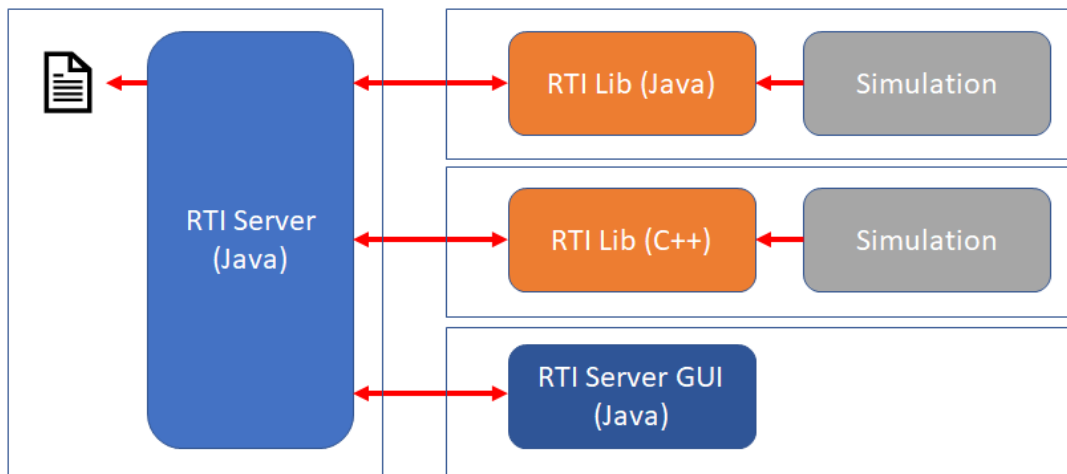 RTI Server
(Java)
RTI Lib (Java)
Simulation
RTI Lib (C++)
Simulation
RTI Server GUI
(Java)